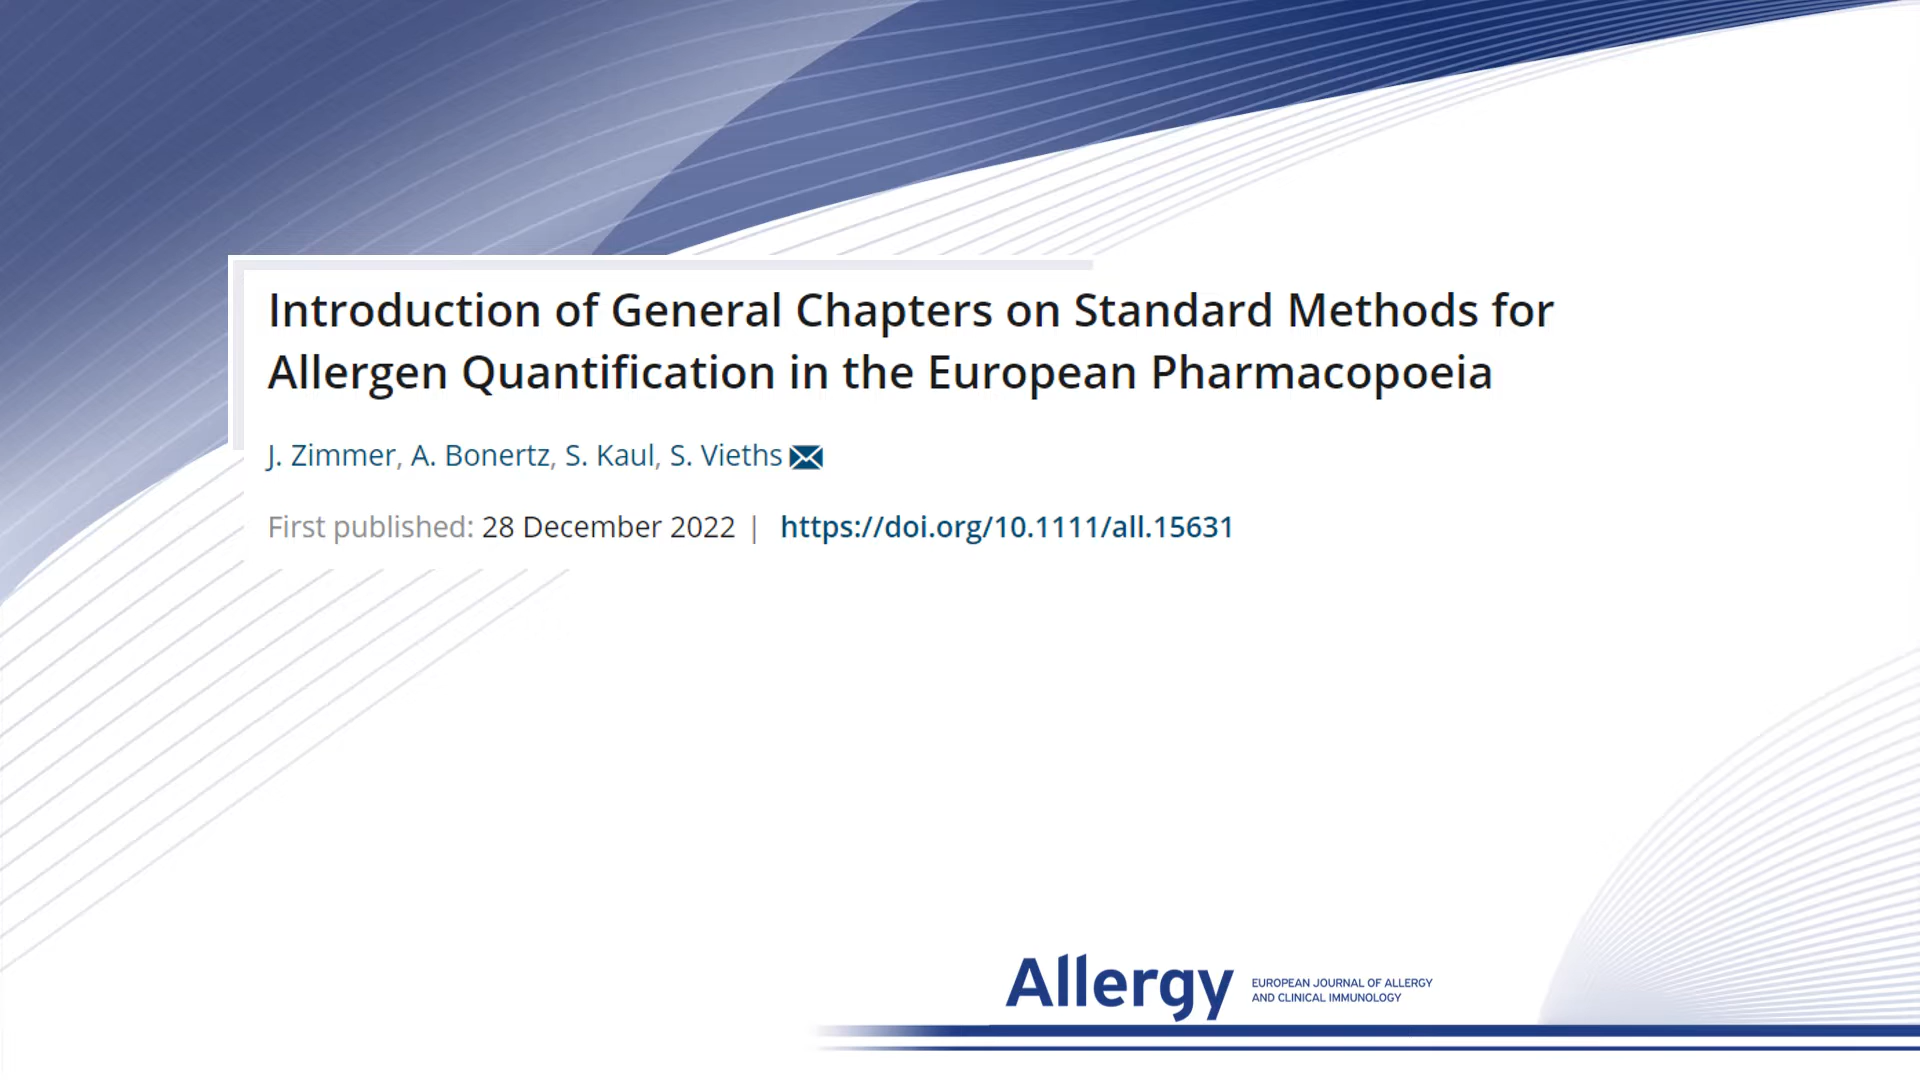 Introduction of General Chapters on Standard Methods for
Allergen Quantification in the European Pharmacopoeia
J. Zimmer, A. Bonertz, S. Kaul, S. Vieths
First published: 28 December 2022 | https://doi.org/10.1111/all.15631
Allergy
EUROPEAN JOURNAL OF ALLERGY
AND CLINICAL IMMUNOLOGY